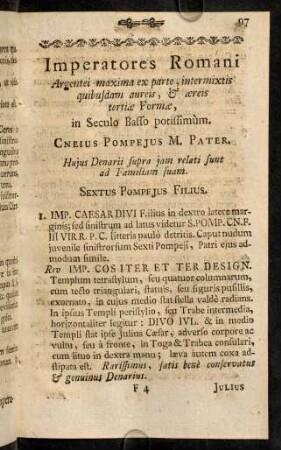 97
Imperatores Romani
Argentei maxima ex parte, intermixtis
quibusdam aureis, & æreis
tertiæ Formæ,
in Seculo Basso potissimùm.
CNEIUS POMPEJUS M. PATER.
Hujus Denarii supra jam relati sunt
ad Familiam suam.
SEXTUS POMPEJUS FILIUS.
1. IMP. CAESAR DIVI F. ilius in dextro latere mar-
ginis; sed sinistrum ad latus videtur S. POMP. CN. F.
III VIR R. P. C. literis paulò detritis. Caput nudum
juvenile sinistrorsum Sexti Pompeji, Patri ejus ad-
modum simile.
Rev IMP. COS ITER ET TER DESIGN.
Templum tetrastylum, seu quatuor columnarum,
cum tecto triangulari, statuis, seu figuris pusillis,
exornato, in cujus medio stat stella valdè radians.
In ipsius Templi peristylio, seu Trabe intermedia,
horizontaliter legitur: DIVO IVL. & in medio
Templi stat ipse Julius Cæsar, adverso corpore ac
vultu, seu à fronte, in Toga & Trabea consulari,
cum lituo in dextra manu; læva autem coxa ad-
stipata est. Rarissimus, satis benè conservatus
& genuinus Denarius.
F 4 JULIUS